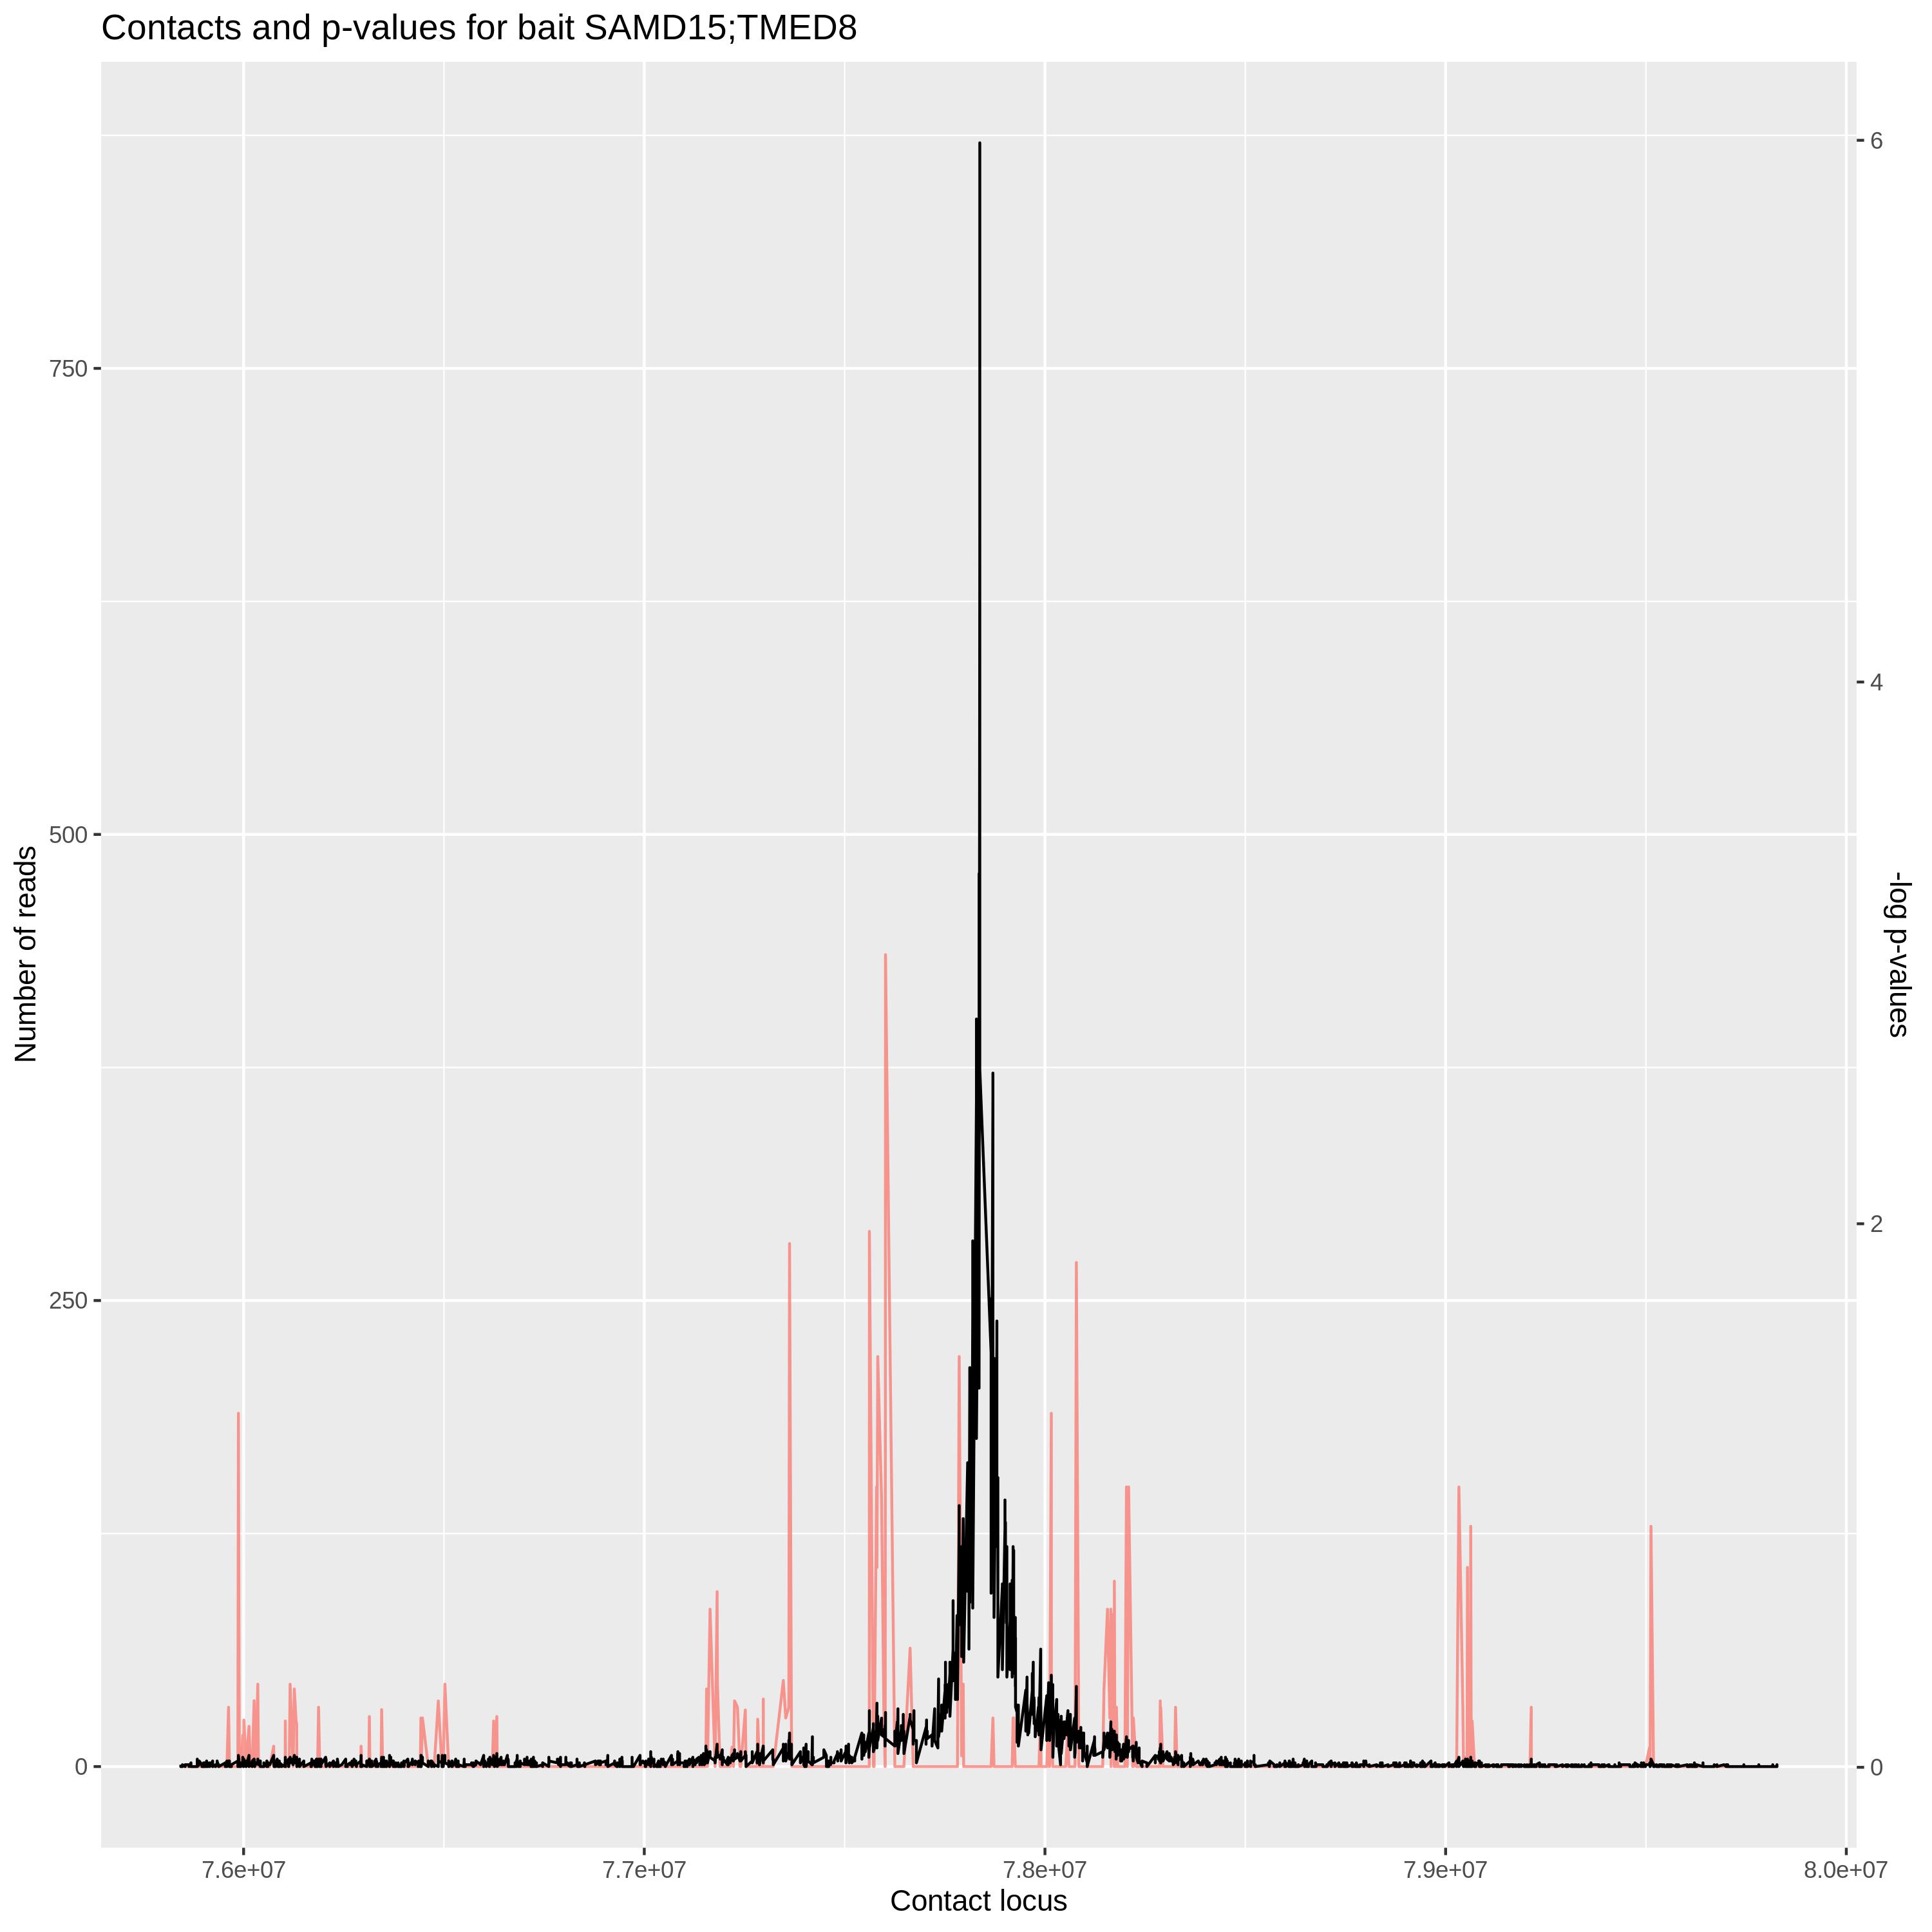 Contacts and p-values for bait SAMD15;TMED8
Number of reads
750
500
250
0
6
4
2
0
-log p-values
7.6e+07
7.7e+07
7.8e+07
7.9e+07
8.0e+07
Contact locus